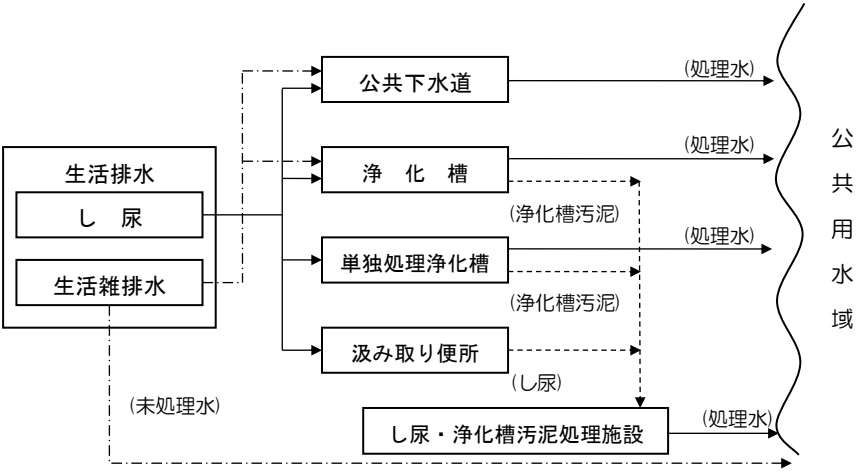 (処理水)
公共下水道
(処理水)
生活排水
浄 化 槽
し 尿
(浄化槽汚泥)
(処理水)
単独処理浄化槽
生活雑排水
(浄化槽汚泥)
汲み取り便所
(し尿)
(未処理水)
(処理水)
し尿・浄化槽汚泥処理施設
公共用水域